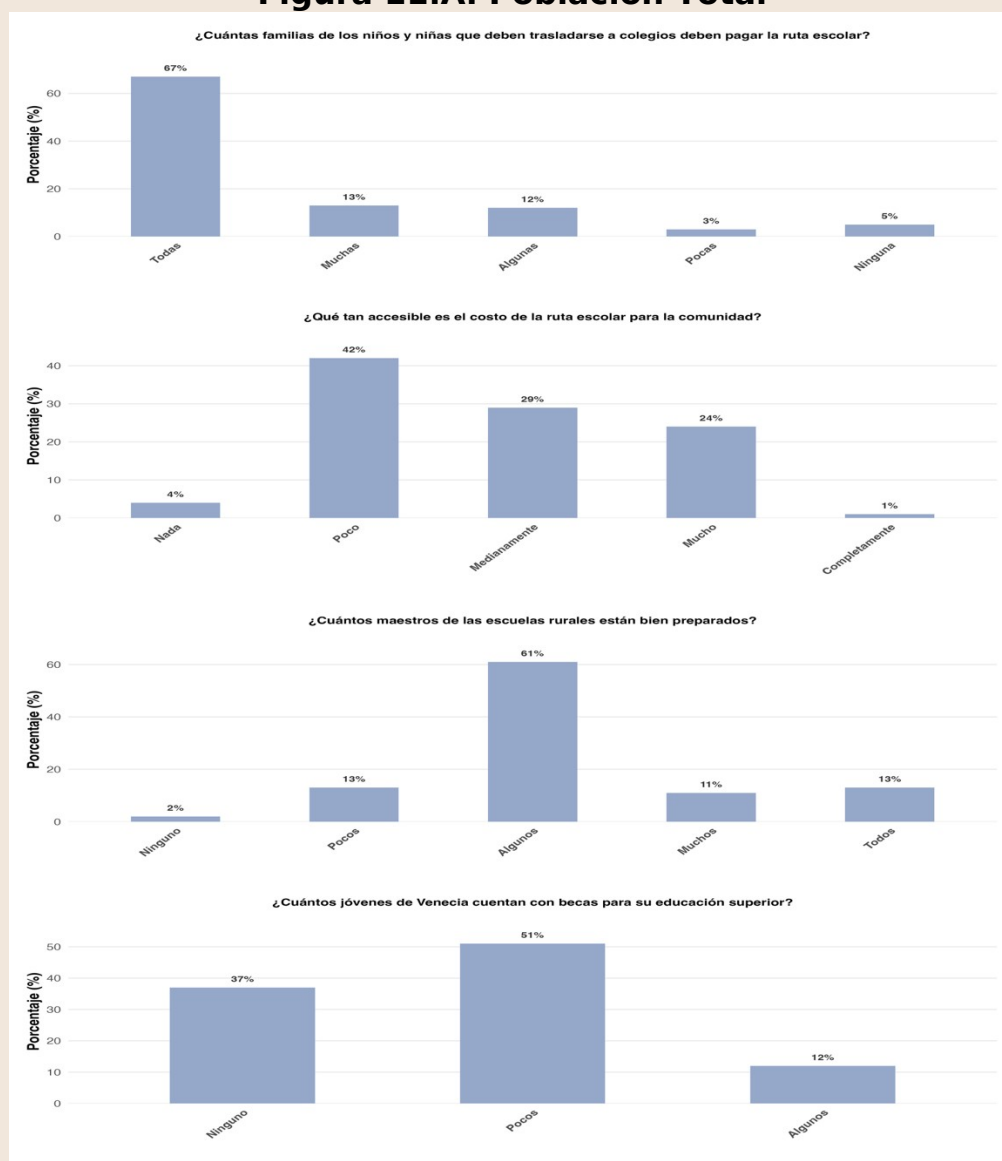 Figura 11.A. Población Total
¿Cuántas familias de los niños y niñas que deben trasladarse a colegios deben pagar la ruta escolar?
Porcentaje (%)
60
40
20
0
67%
13%
12%
3%
5%
Todas
Muchas
Algunas
Pocas
Ninguna
¿Qué tan accesible es el costo de la ruta escolar para la comunidad?
Porcentaje (%)
40
30
20
10
0
4%
42%
29%
24%
1%
Nada
Poco
Medianamente
Mucho
Completamente
¿Cuántos maestros de las escuelas rurales están bien preparados?
Porcentaje (%)
60
40
20
0
2%
13%
61%
11%
13%
Ninguno
Pocos
Algunos
Muchos
Todos
¿Cuántos jóvenes de Venecia cuentan con becas para su educación superior?
Porcentaje (%)
50
40
30
20
10
0
37%
51%
12%
Ninguno
Pocos
Algunos